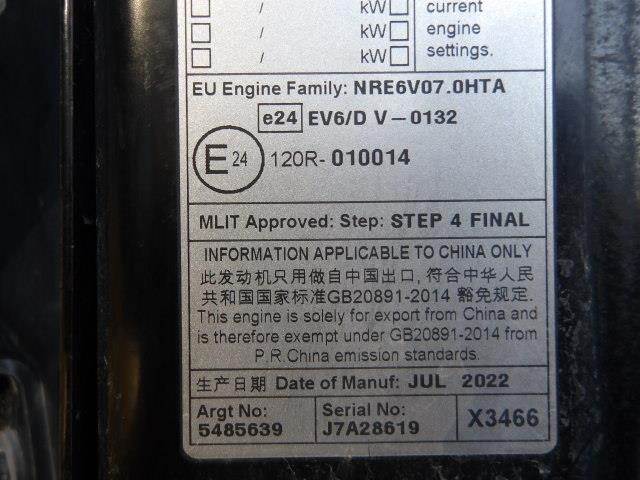 / kW current
/ kW engine
/ kW settings.
EU Engine Family: NRE6V07.0HTA
e24 EV6/D V-0132
E 24 120R- 010014
MLIT Approved: Step: STEP 4 FINAL
INFORMATION APPLICABLE TO CHINA ONLY
此发动机只用做自中国出口, 符合中华人民
共和国国家标准GB20891-2014 豁免规定.
This engine is solely for export from China and
is therefore exempt under GB20891-2014 from
P.R.China emission standards.
生产日期 Date of Manuf: JUL 2022
Argt No: Serial No: X3466
5485639 J7A28619